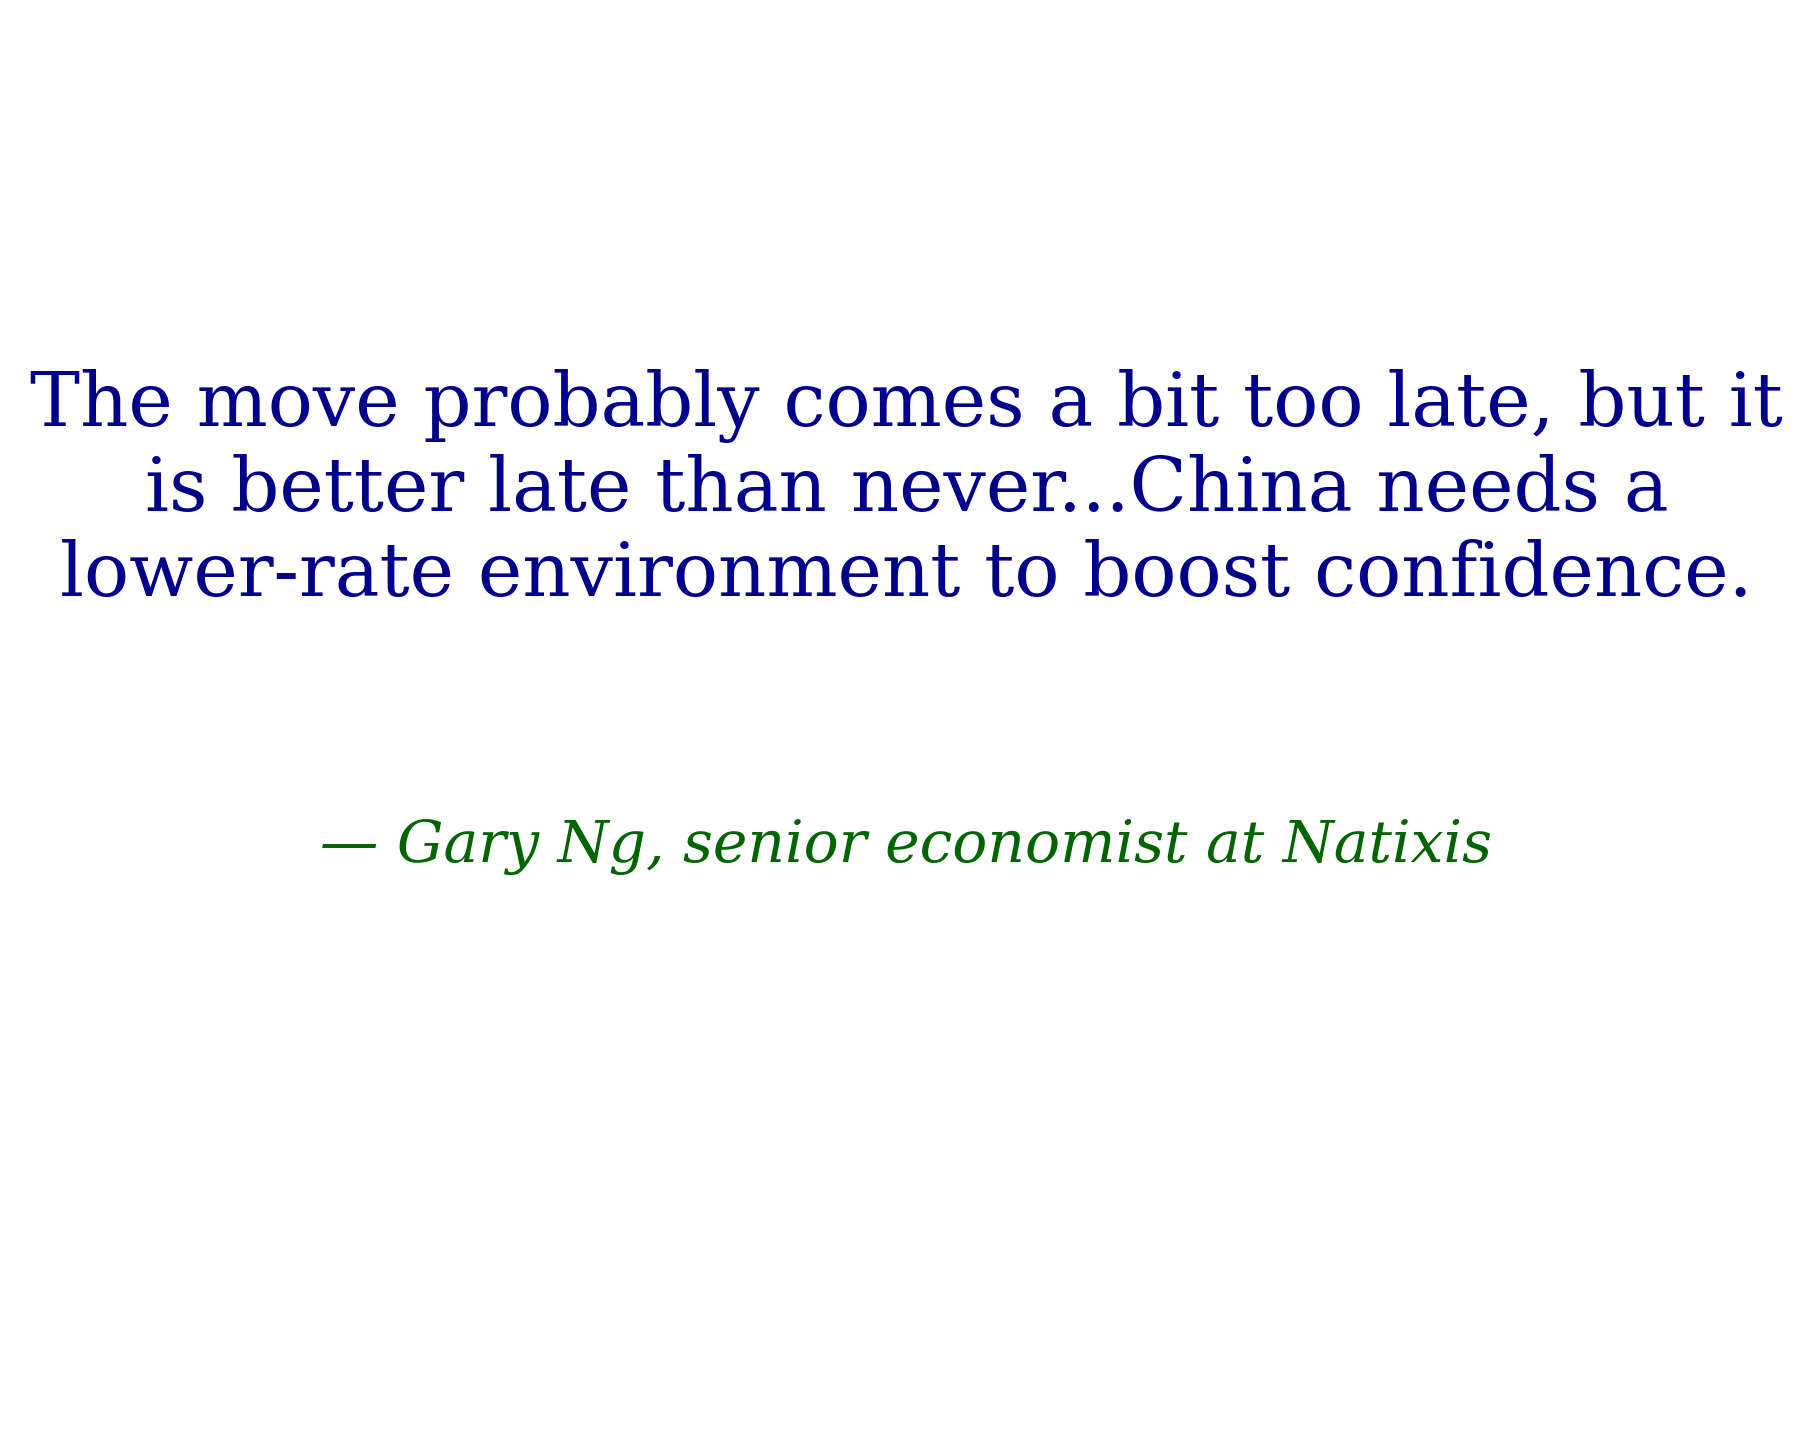 The move probably comes a bit too late, but it
is better late than never...China needs a
lower-rate environment to boost confidence.
— Gary Ng, senior economist at Natixis